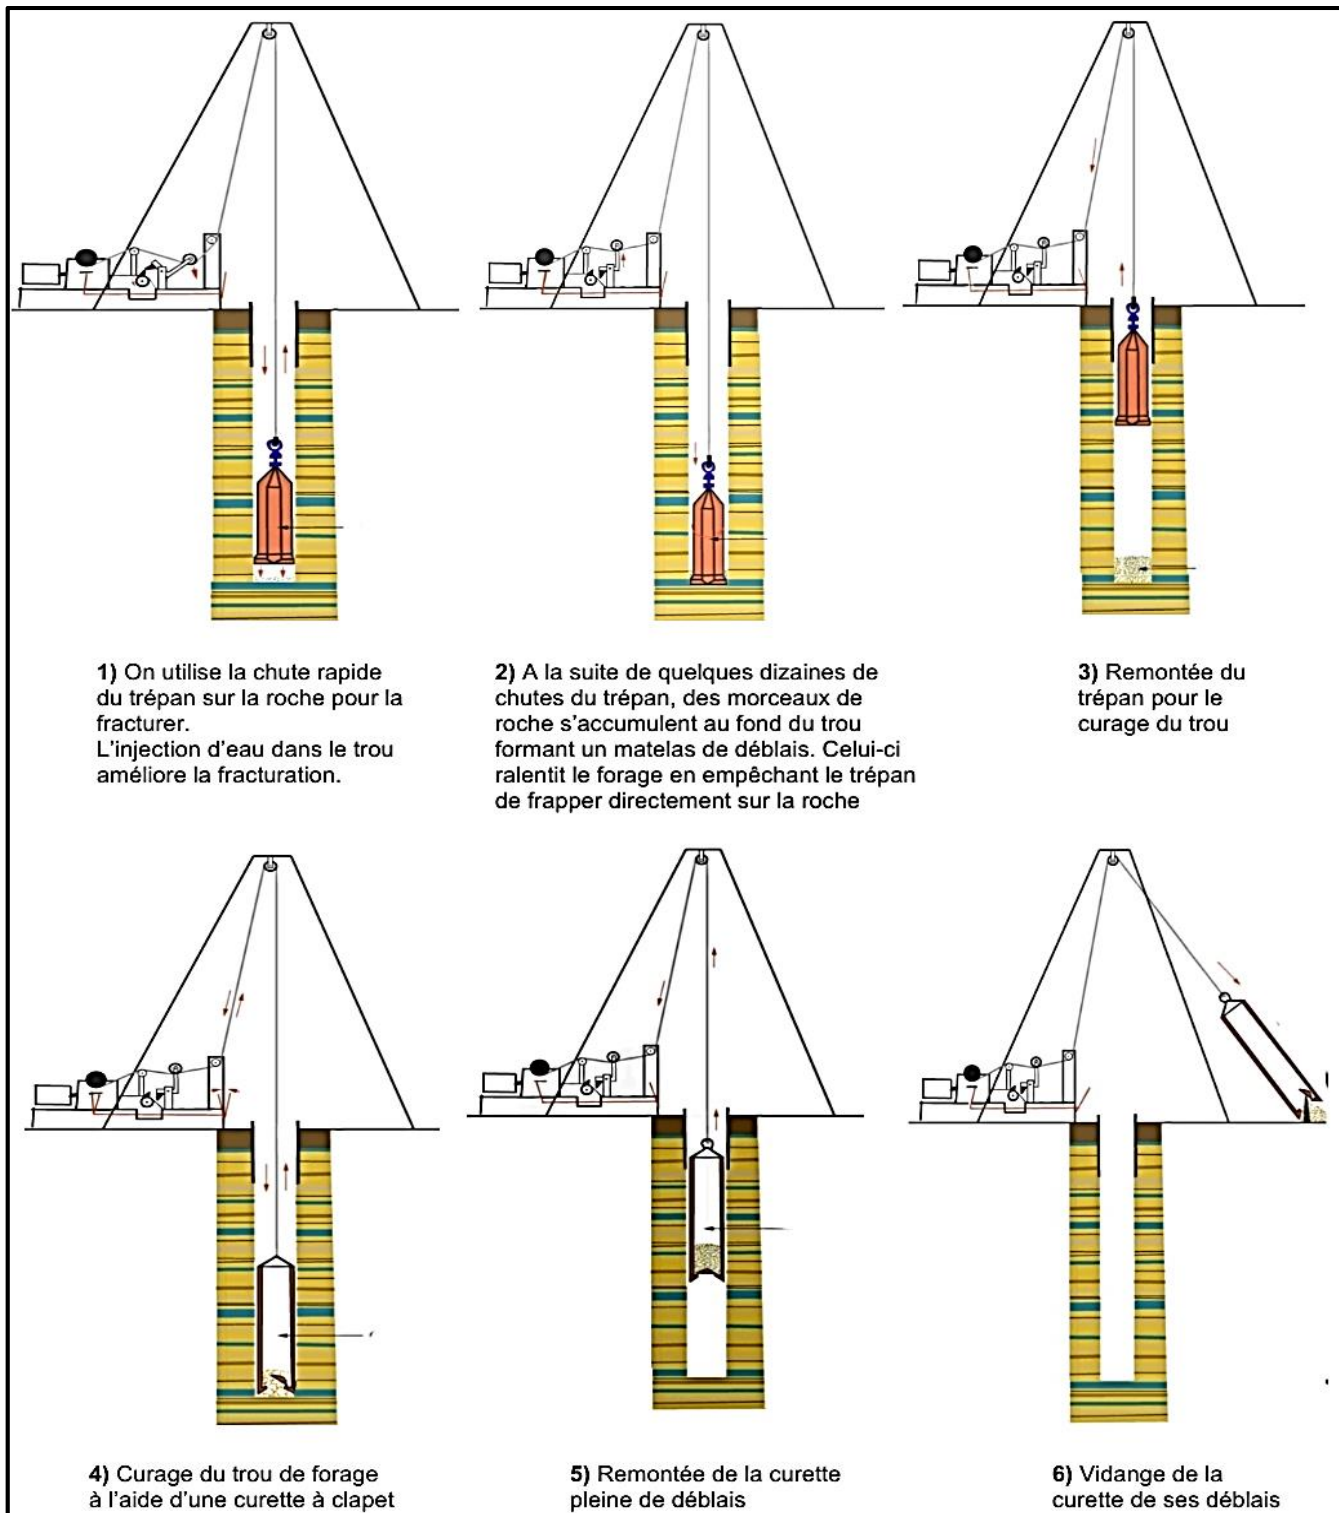 1) On utilise la chute rapide
du trépan sur la roche pour la
fracturer.
L'injection d'eau dans le trou
améliore la fracturation.
2) A la suite de quelques dizaines de
chutes du trépan, des morceaux de
roche s'accumulent au fond du trou
formant un matelas de déblais. Celui-ci
ralentit le forage en empêchant le trépan
de frapper directement sur la roche
3) Remontée du
trépan pour le
curage du trou
4) Curage du trou de forage
à l'aide d'une curette à clapet
5) Remontée de la curette
pleine de déblais
6) Vidange de la
curette de ses déblais